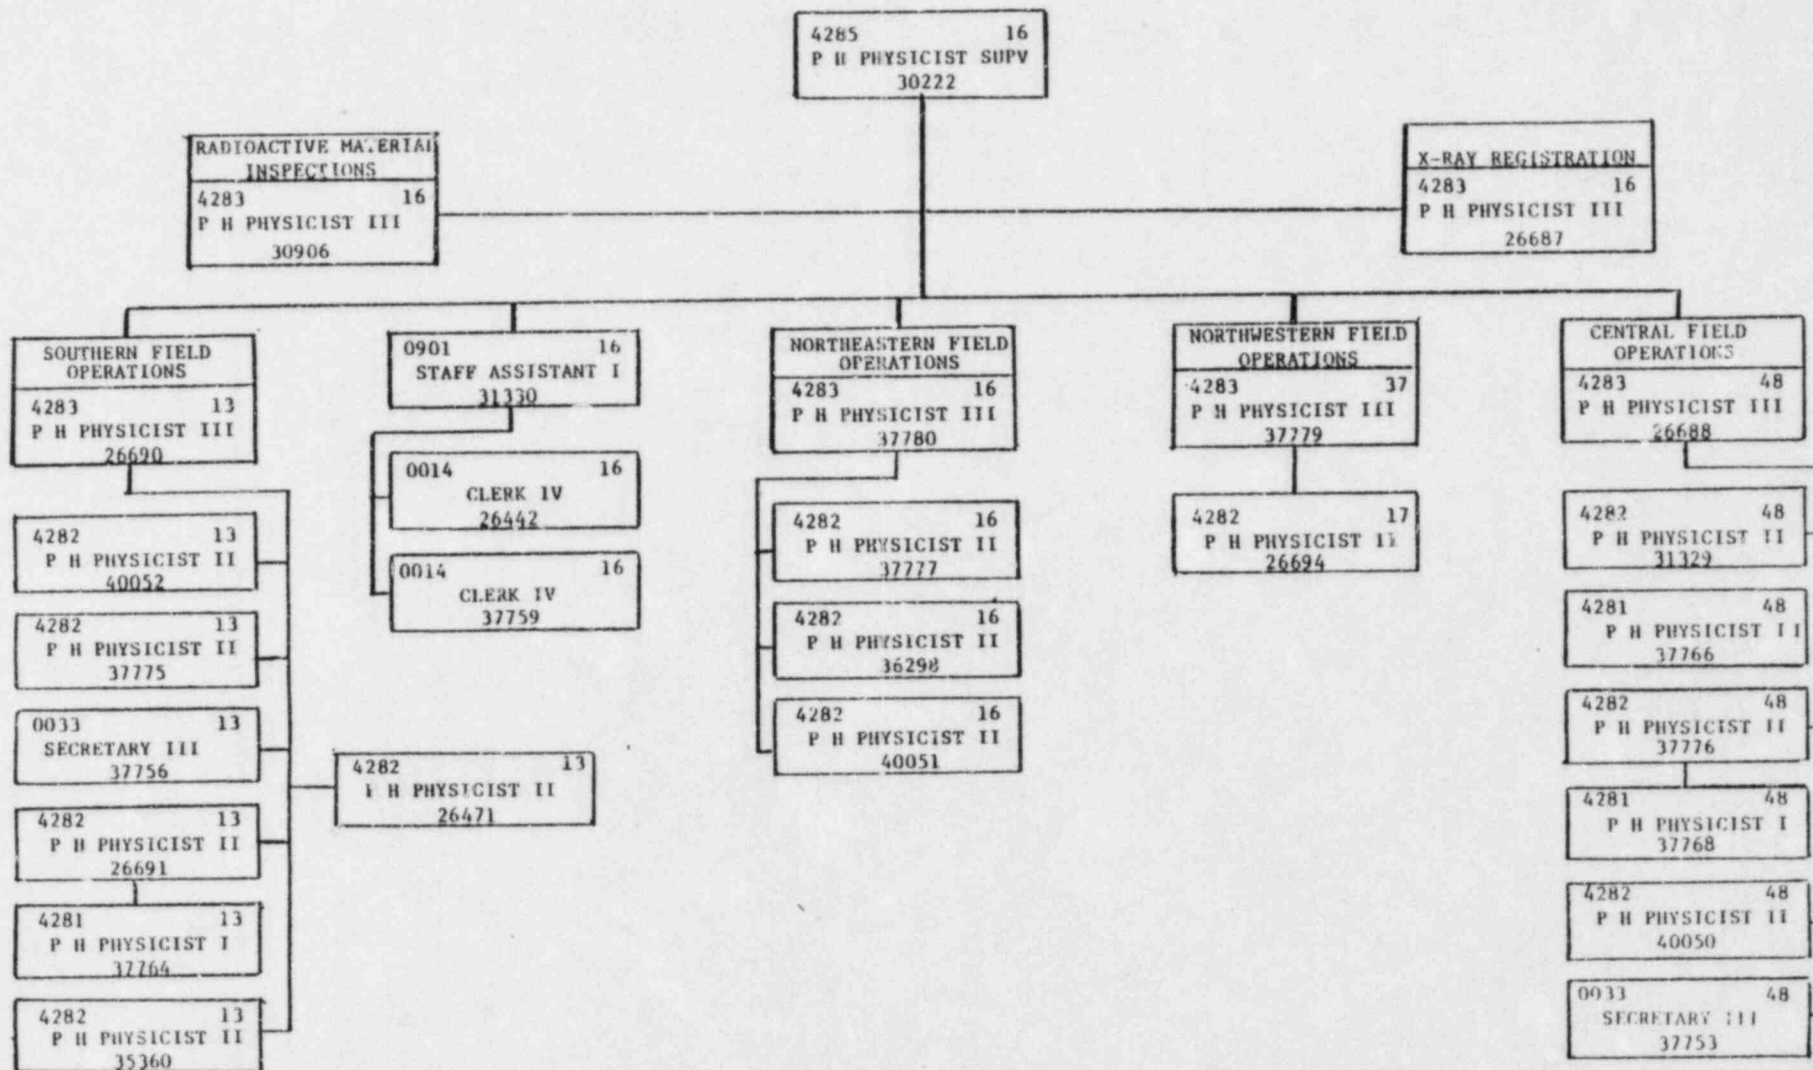 4285 16
P H PHYSICIST SUPV
30222
RADIOACTIVE MATERIAL
INSPECTIONS
4283 16
P H PHYSICIST III
30906
X-RAY REGISTRATION
4283 16
P H PHYSICIST III
26687
SOUTHERN FIELD
OPERATIONS
4283 13
P H PHYSICIST III
26690
4282 13
P H PHYSICIST II
40052
4282 13
P H PHYSICIST II
37775
0033 13
SECRETARY III
37756
4282 13
P H PHYSICIST II
26691
4281 13
P H PHYSICIST I
37764
4282 13
P H PHYSICIST II
35360
4282 13
P H PHYSICIST II
26471
0901 16
STAFF ASSISTANT I
31330
0014 16
CLERK IV
26442
0014 16
CLERK IV
37759
NORTHEASTERN FIELD
OPERATIONS
4283 16
P H PHYSICIST III
37780
4282 16
P H PHYSICIST II
37777
4282 16
P H PHYSICIST II
36298
4282 16
P H PHYSICIST II
40051
NORTHWESTERN FIELD
OPERATIONS
4283 37
P H PHYSICIST III
37779
4282 17
P H PHYSICIST II
26694
CENTRAL FIELD
OPERATIONS
4283 48
P H PHYSICIST III
26688
4282 48
P H PHYSICIST II
31329
4281 48
P H PHYSICIST II
37766
4282 48
P H PHYSICIST II
37776
4281 48
P H PHYSICIST I
37768
4282 48
P H PHYSICIST II
40050
0033 48
SECRETARY III
37753